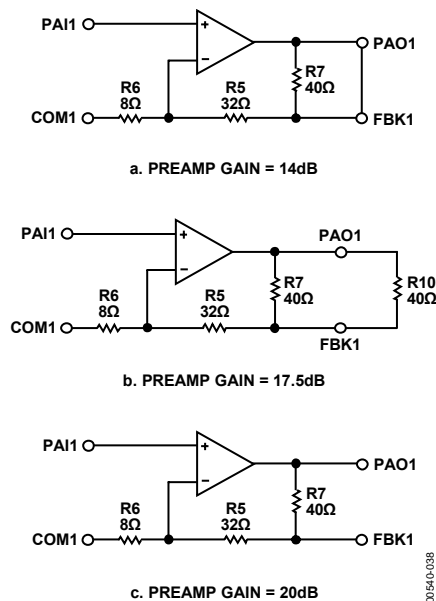 PAI1
+
PAO1
R6
8Ω
–
R5
32Ω
R7
40Ω
COM1
FBK1
a. PREAMP GAIN = 14dB
PAI1
+
PAO1
R6
8Ω
–
R5
32Ω
R7
40Ω
R10
40Ω
COM1
FBK1
b. PREAMP GAIN = 17.5dB
PAI1
+
PAO1
R6
8Ω
–
R5
32Ω
R7
40Ω
COM1
FBK1
c. PREAMP GAIN = 20dB
00540-038